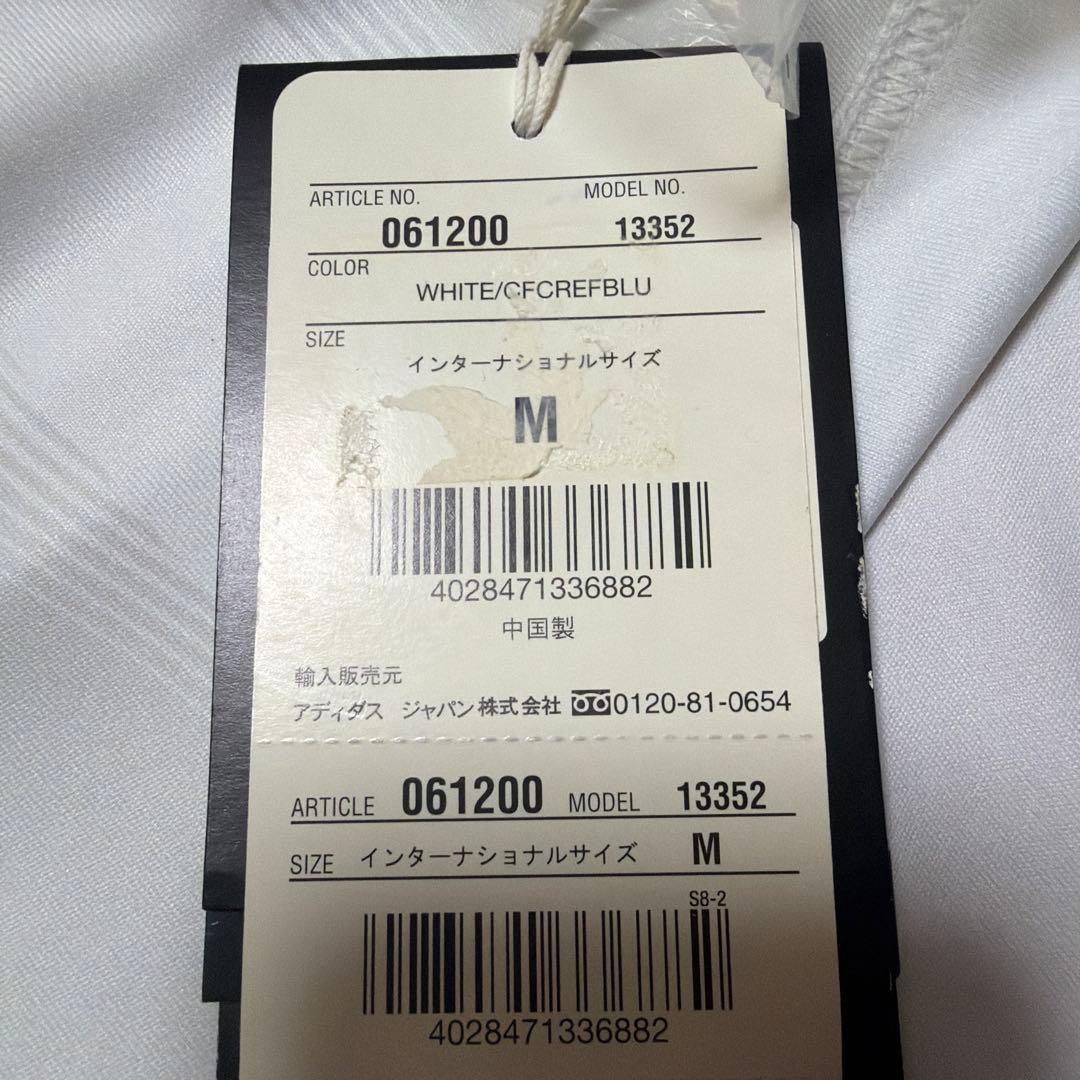 ARTICLE NO. MODEL NO.
061200 13352
COLOR
WHITE/CFCREFBLU
SIZE
インターナショナルサイズ
M
4028471336882
中国製
輸入販売元
アディダス ジャパン株式会社 0120-81-0654
ARTICLE 061200 MODEL 13352
SIZE インターナショナルサイズ M
S8-2
4028471336882